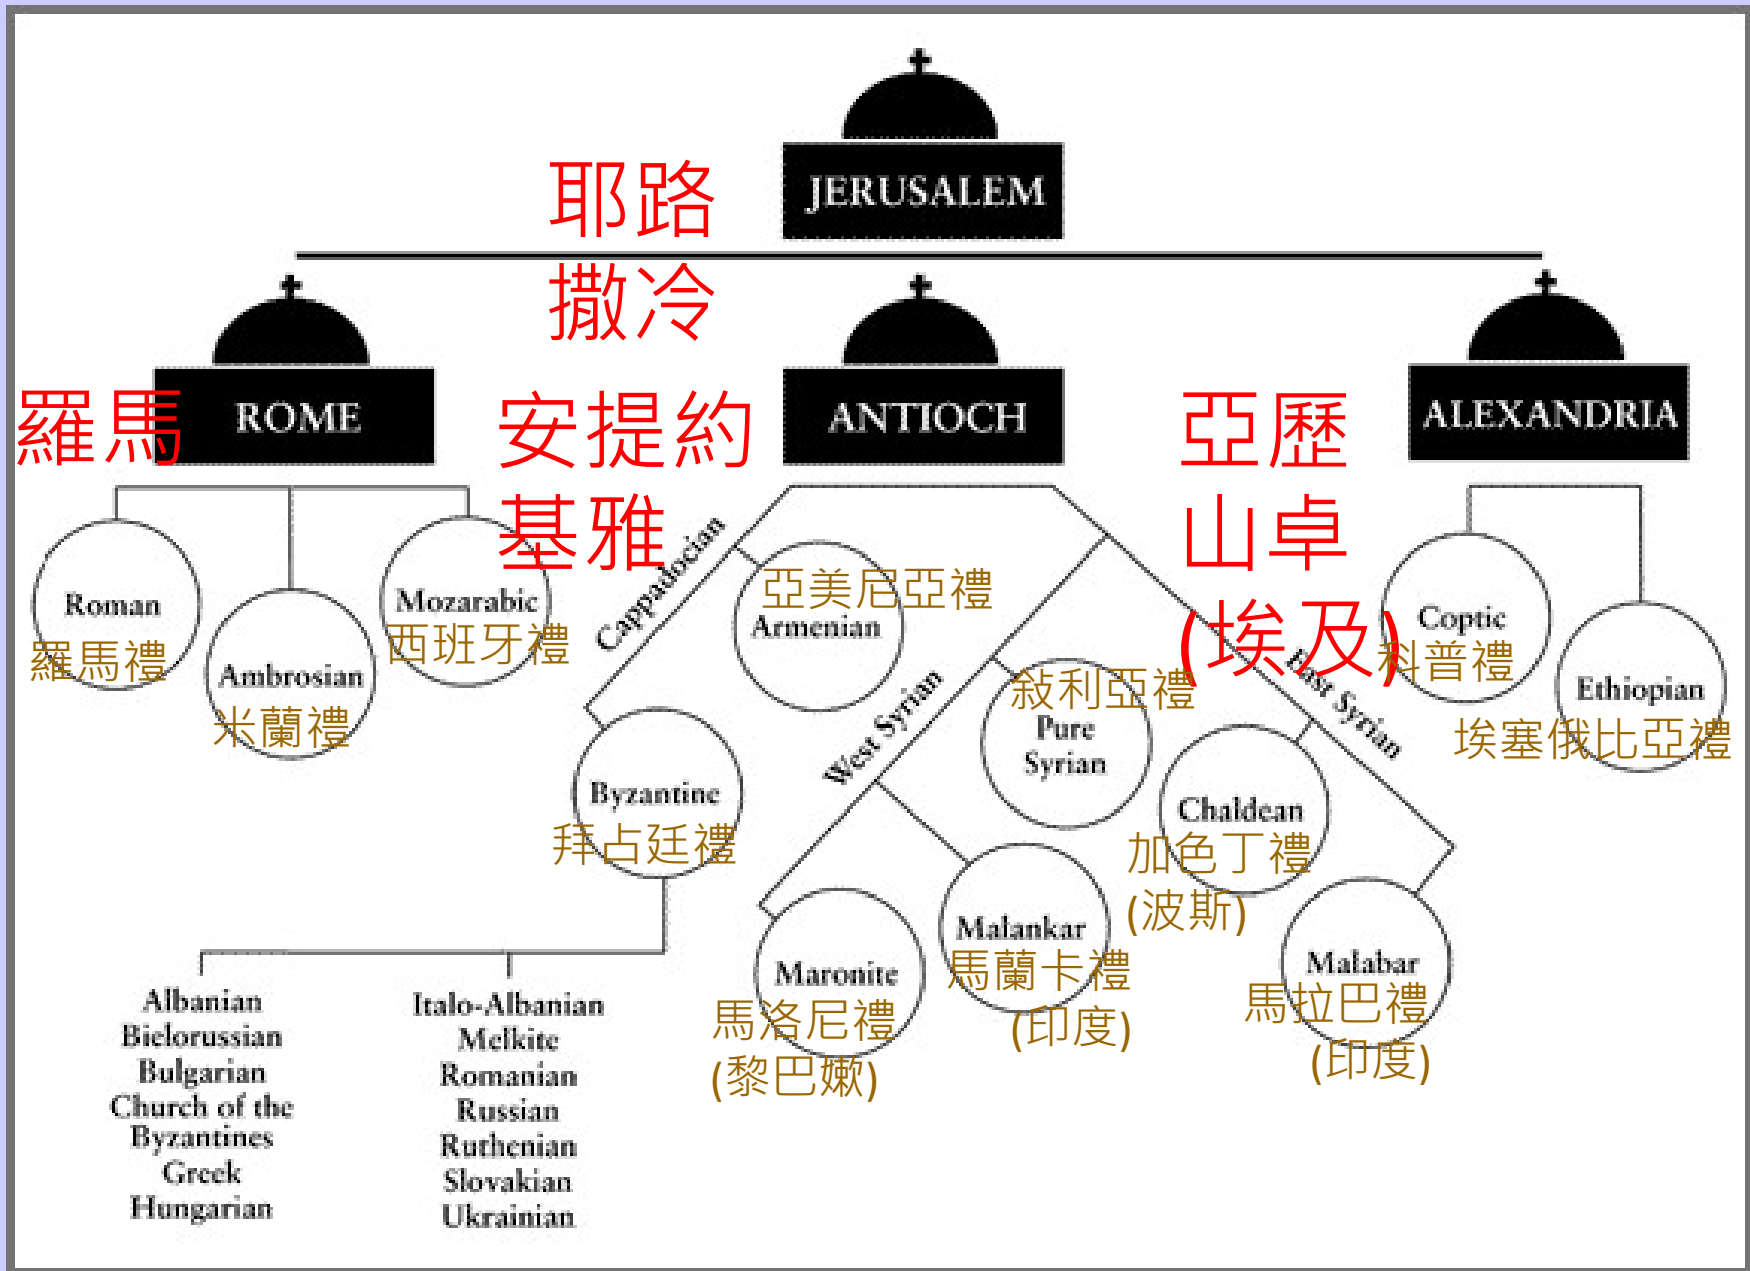 JERUSALEM
耶路
撒冷
ROME
羅馬
ANTIOCH
安提約
基雅
ALEXANDRIA
亞歷
山卓
(埃及)
Roman
羅馬禮
Ambrosian
米蘭禮
Mozarabic
西班牙禮
Cappadocian
亞美尼亞禮
Armenian
Byzantine
拜占廷禮
West Syrian
敍利亞禮
Pure
Syrian
Malankar
馬蘭卡禮
(印度)
Maronite
馬洛尼禮
(黎巴嫩)
East Syrian
Chaldean
加色丁禮
(波斯)
Malabar
馬拉巴禮
(印度)
Coptic
科普禮
Ethiopian
埃塞俄比亞禮
Albanian
Bielorussian
Bulgarian
Church of the
Byzantines
Greek
Hungarian
Italo-Albanian
Melkite
Romanian
Russian
Ruthenian
Slovakian
Ukrainian